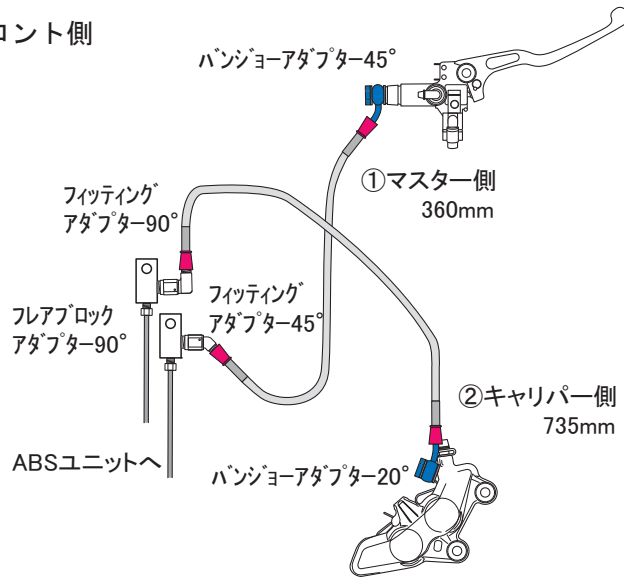 ロント側
バンジョーアダプター45°
①マスター側
360mm
フィッティング
アダプター90°
フィッティング
アダプター45°
フレアブロック
アダプター90°
②キャリパー側
735mm
ABSユニットへ
バンジョーアダプター20°